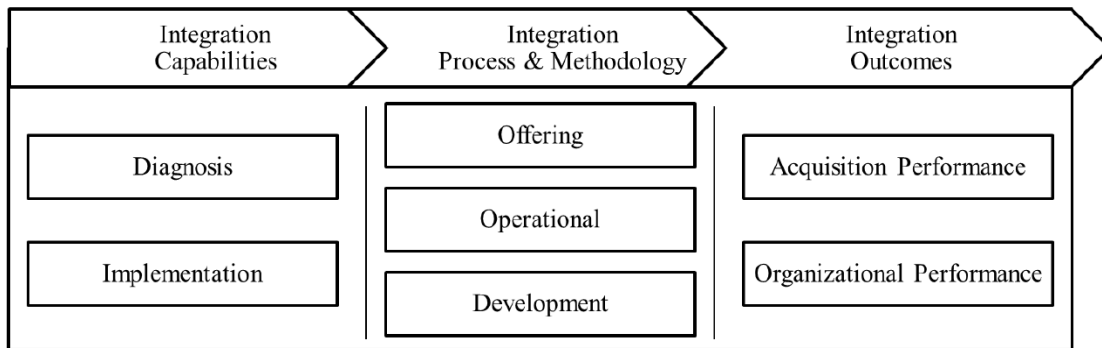 Integration
Capabilities
Integration
Process & Methodology
Integration
Outcomes
Diagnosis
Implementation
Offering
Operational
Development
Acquisition Performance
Organizational Performance